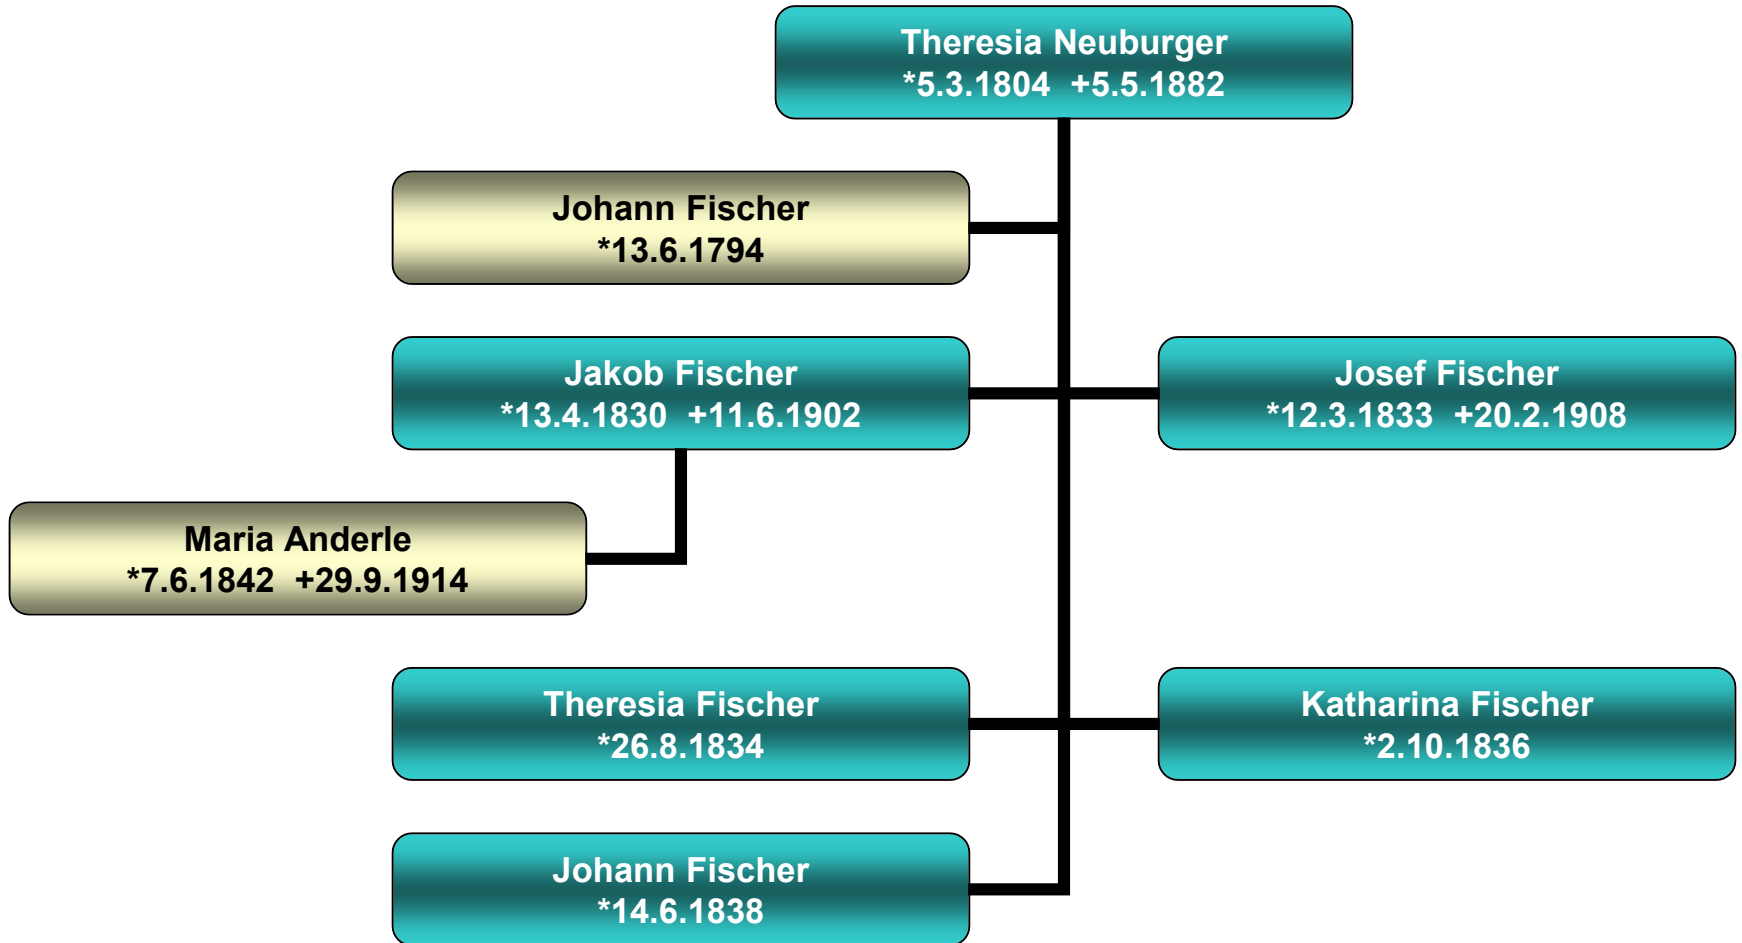 Theresia Neuburger
*5.3.1804  +5.5.1882
Johann Fischer
*13.6.1794
Jakob Fischer
*13.4.1830  +11.6.1902
Josef Fischer
*12.3.1833  +20.2.1908
Maria Anderle
*7.6.1842  +29.9.1914
Theresia Fischer
*26.8.1834
Katharina Fischer
*2.10.1836
Johann Fischer
*14.6.1838